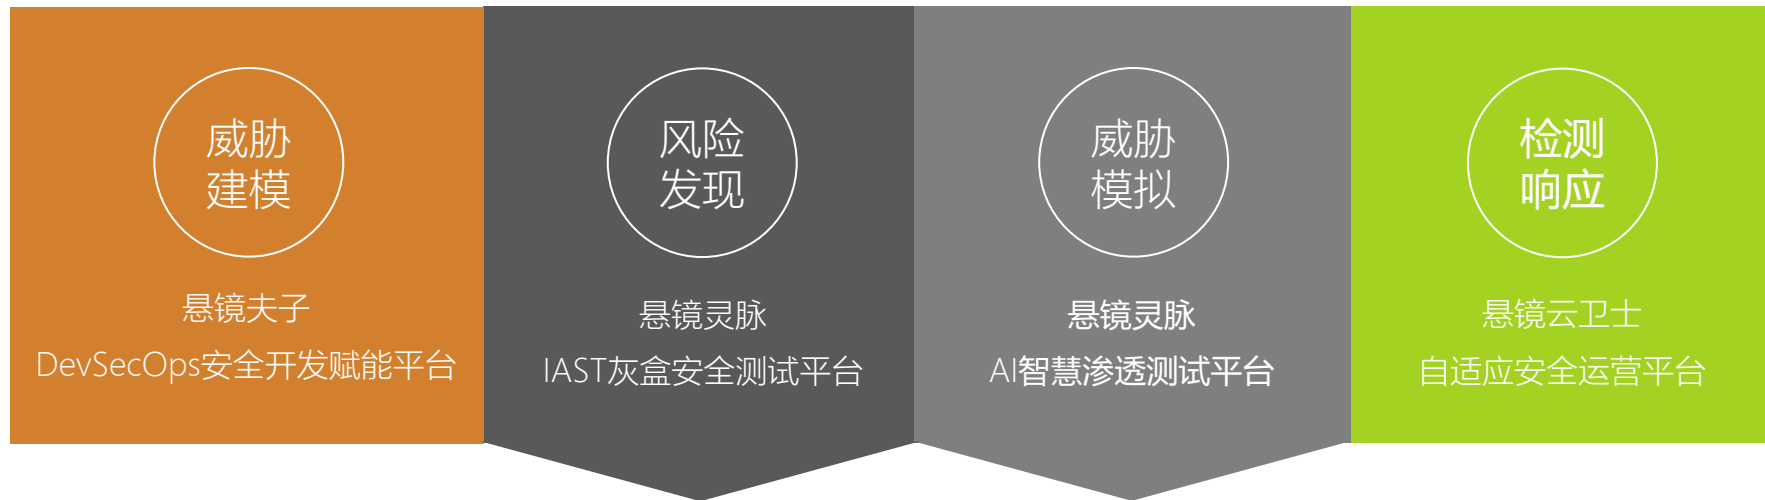 威胁
建模
悬镜夫子
DevSecOps安全开发赋能平台
风险
发现
悬镜灵脉
IAST灰盒安全测试平台
威胁
模拟
悬镜灵脉
AI智慧渗透测试平台
检测
响应
悬镜云卫士
自适应安全运营平台